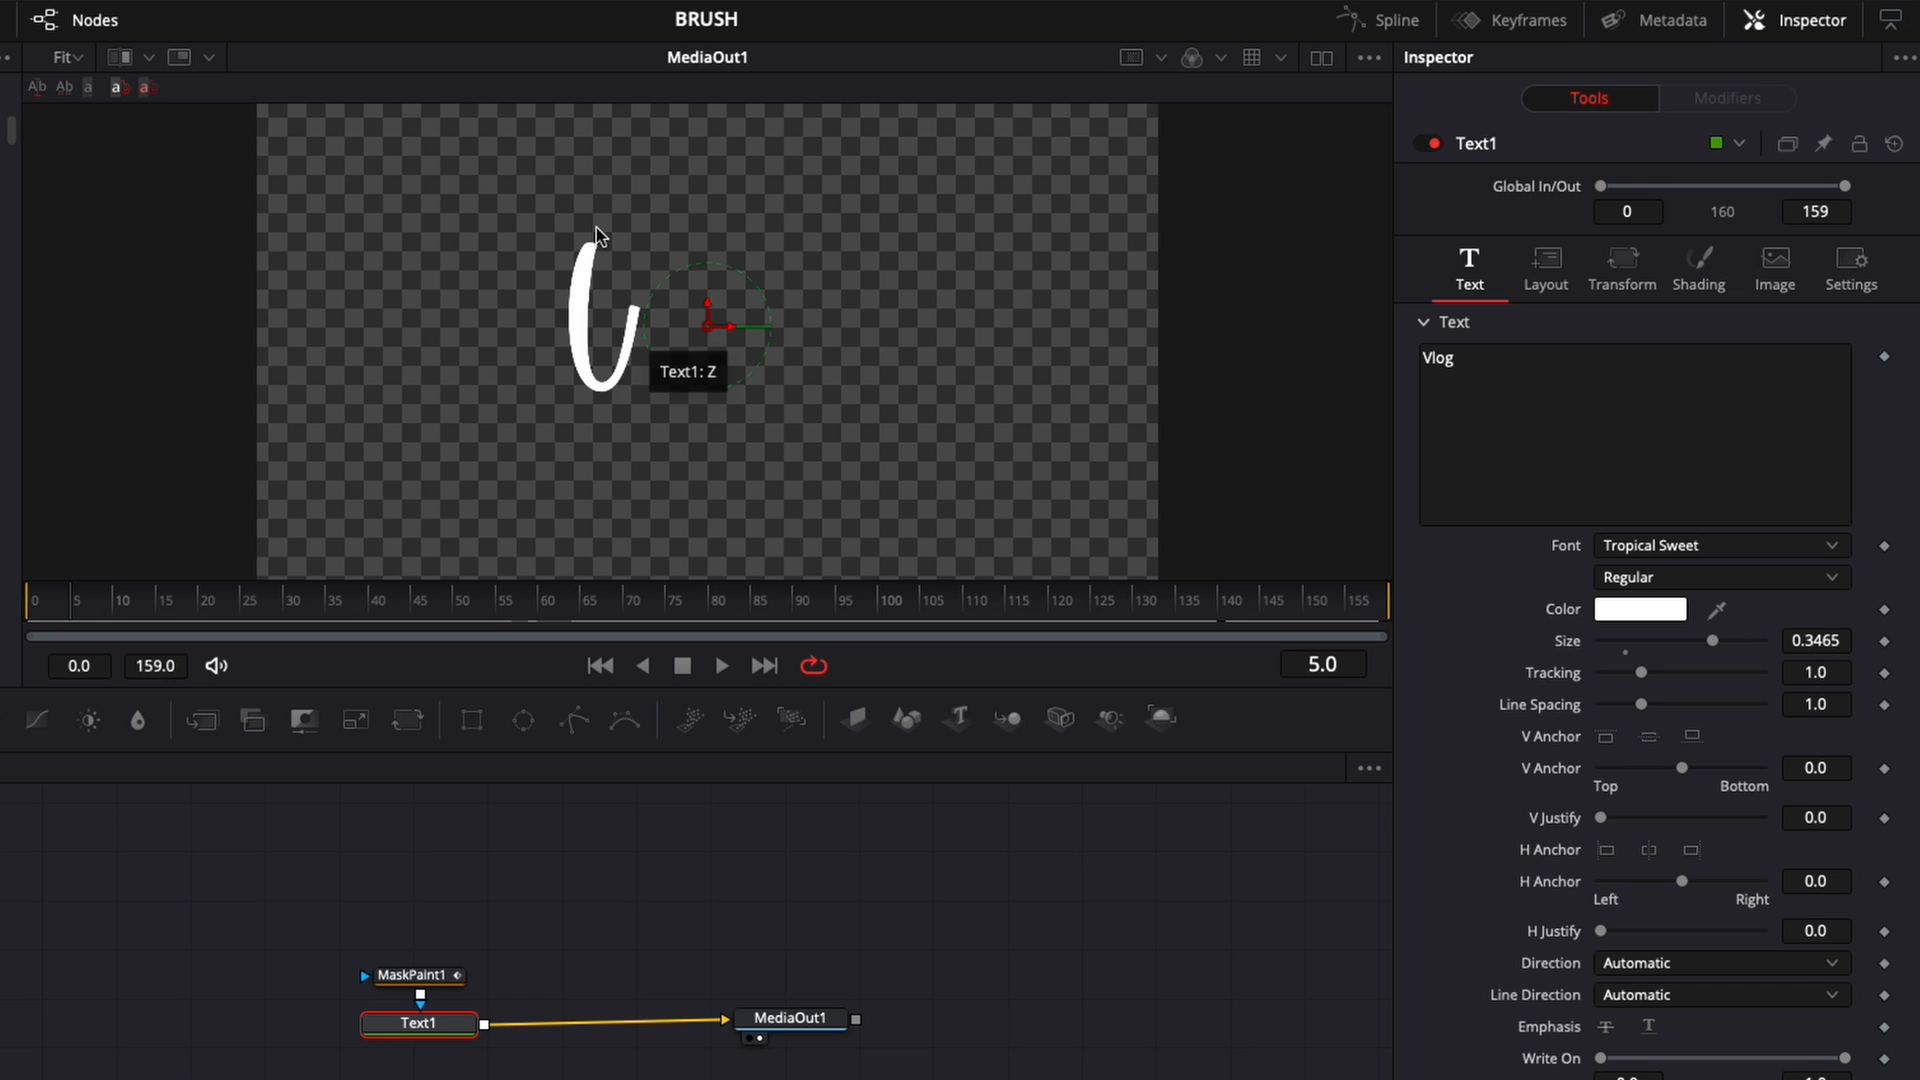 Nodes
BRUSH
Spline
Keyframes
Metadata
Inspector
Fit
MediaOut1
Inspector
Ab Ab a a a
Tools
Modifiers
Text1
Global In/Out
0
160
159
Text
Layout
Transform
Shading
Image
Settings
Text
Vlog
Text1: Z
Font
Tropical Sweet
Regular
Color
Size
0.3465
Tracking
1.0
Line Spacing
1.0
V Anchor
V Anchor
0.0
Top
Bottom
V Justify
0.0
H Anchor
H Anchor
0.0
Left
Right
H Justify
0.0
Direction
Automatic
Line Direction
Automatic
Emphasis
Write On
0 5 10 15 20 25 30 35 40 45 50 55 60 65 70 75 80 85 90 95 100 105 110 115 120 125 130 135 140 145 150 155
0.0
159.0
5.0
MaskPaint1
Text1
MediaOut1